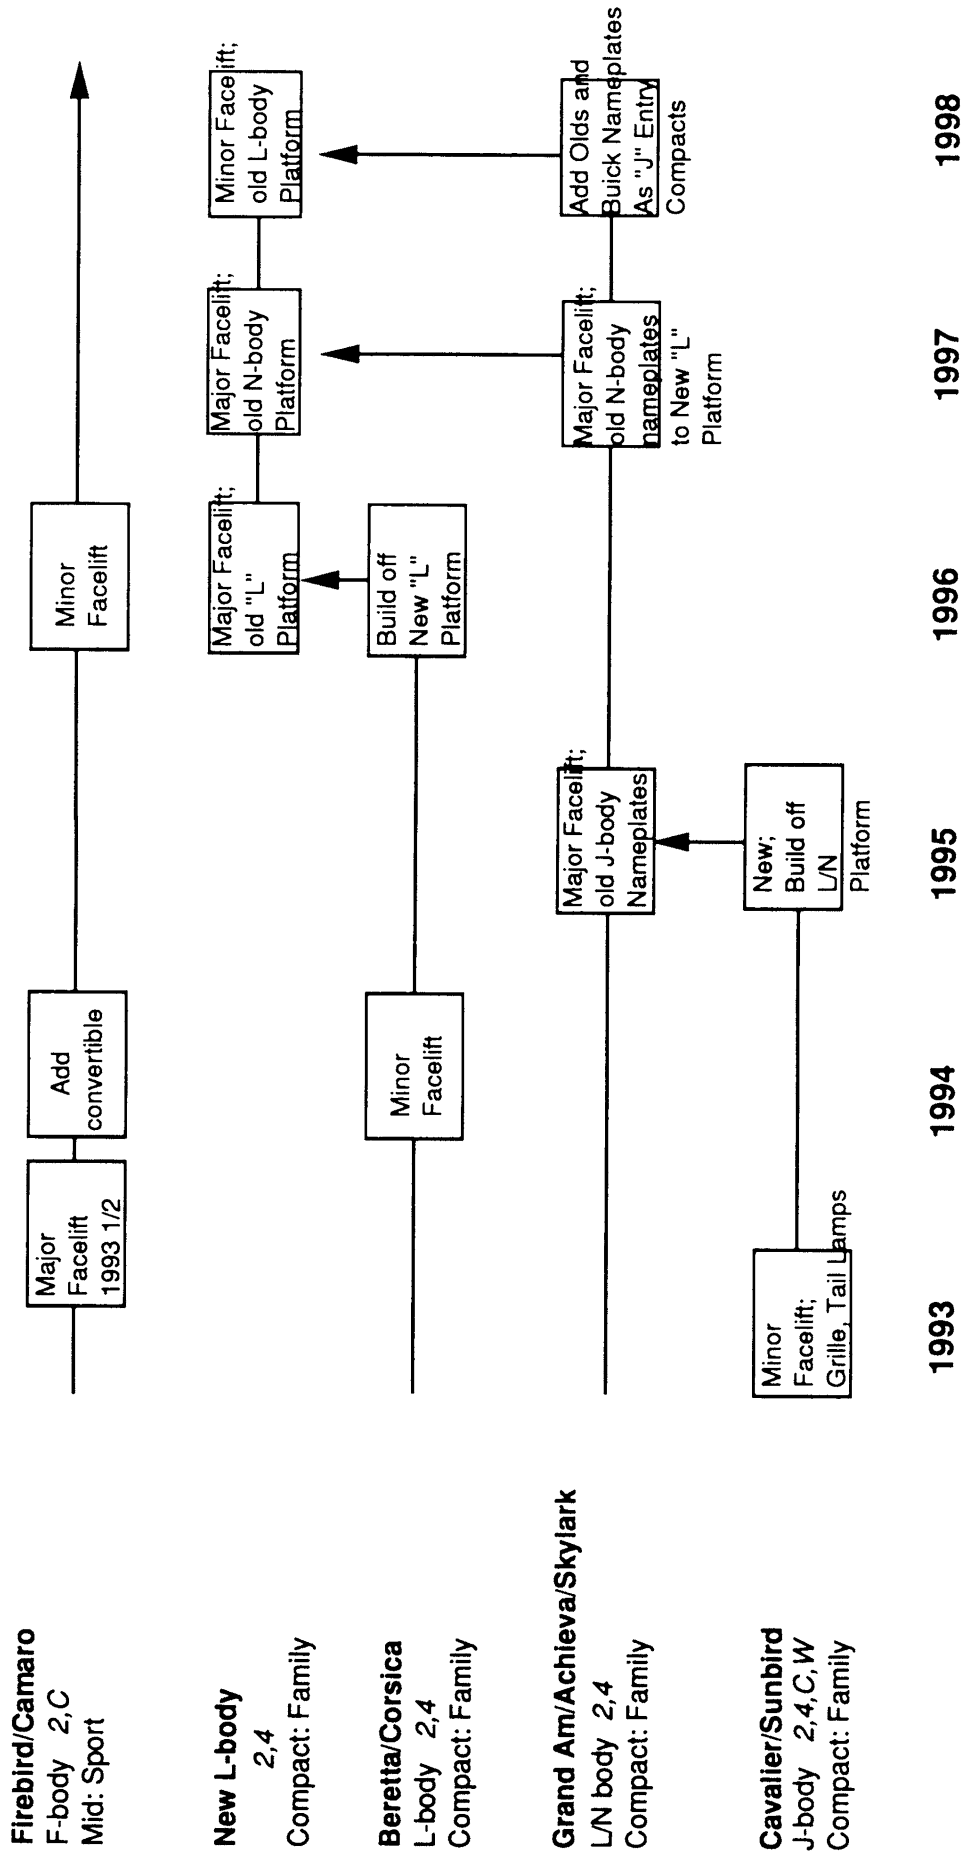 Firebird/Camaro
F-body 2,C
Mid: Sport
Major
Facelift
1993 1/2
Add
convertible
Minor
Facelift
New L-body
2,4
Compact: Family
Major Facelift;
old "L"
Platform
Major Facelift;
old N-body
Platform
Minor Facelift;
old L-body
Platform
Beretta/Corsica
L-body 2,4
Compact: Family
Minor
Facelift
Build off
New "L"
Platform
Grand Am/Achieva/Skylark
L/N body 2,4
Compact: Family
Major Facelift;
old J-body
Nameplates
Major Facelift;
old N-body
nameplates
to New "L"
Platform
Add Olds and
Buick Nameplates
As "J" Entry
Compacts
Cavalier/Sunbird
J-body 2,4,C,W
Compact: Family
Minor
Facelift;
Grille, Tail Lamps
New;
Build off
L/N
Platform
1993
1994
1995
1996
1997
1998